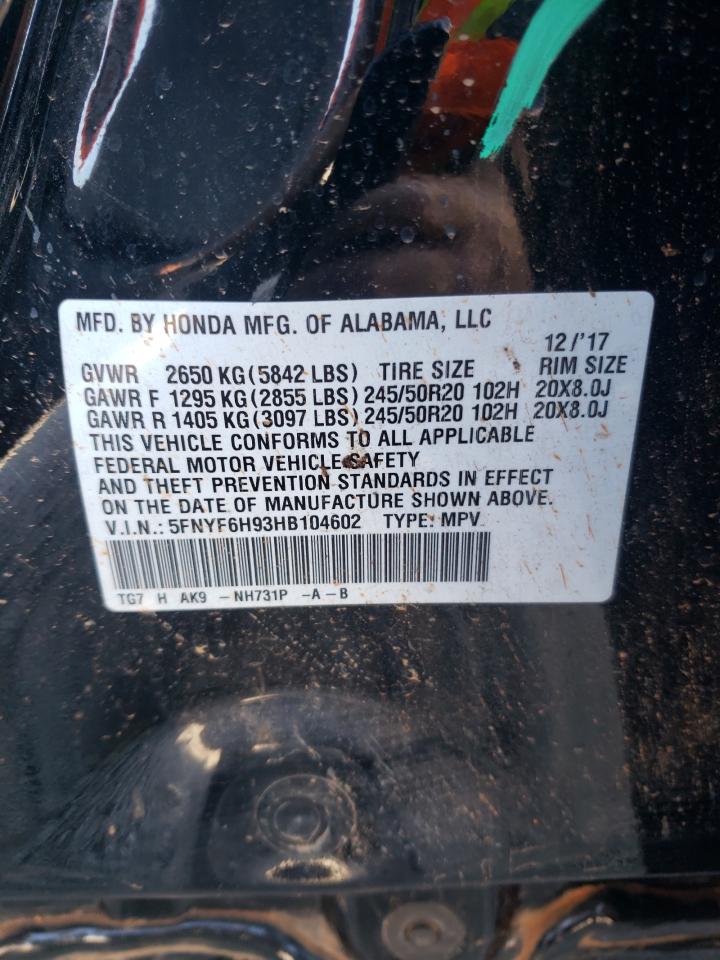 MFD. BY HONDA MFG. OF ALABAMA, LLC
12/'17
GVWR 2650 KG (5842 LBS) TIRE SIZE RIM SIZE
GAWR F 1295 KG (2855 LBS) 245/50R20 102H 20X8.0J
GAWR R 1405 KG (3097 LBS) 245/50R20 102H 20X8.0J
THIS VEHICLE CONFORMS TO ALL APPLICABLE
FEDERAL MOTOR VEHICLE SAFETY
AND THEFT PREVENTION STANDARDS IN EFFECT
ON THE DATE OF MANUFACTURE SHOWN ABOVE.
V.I.N.: 5FNYF6H93HB104602 TYPE: MPV
TG7 H AK9 -NH731P -A-B